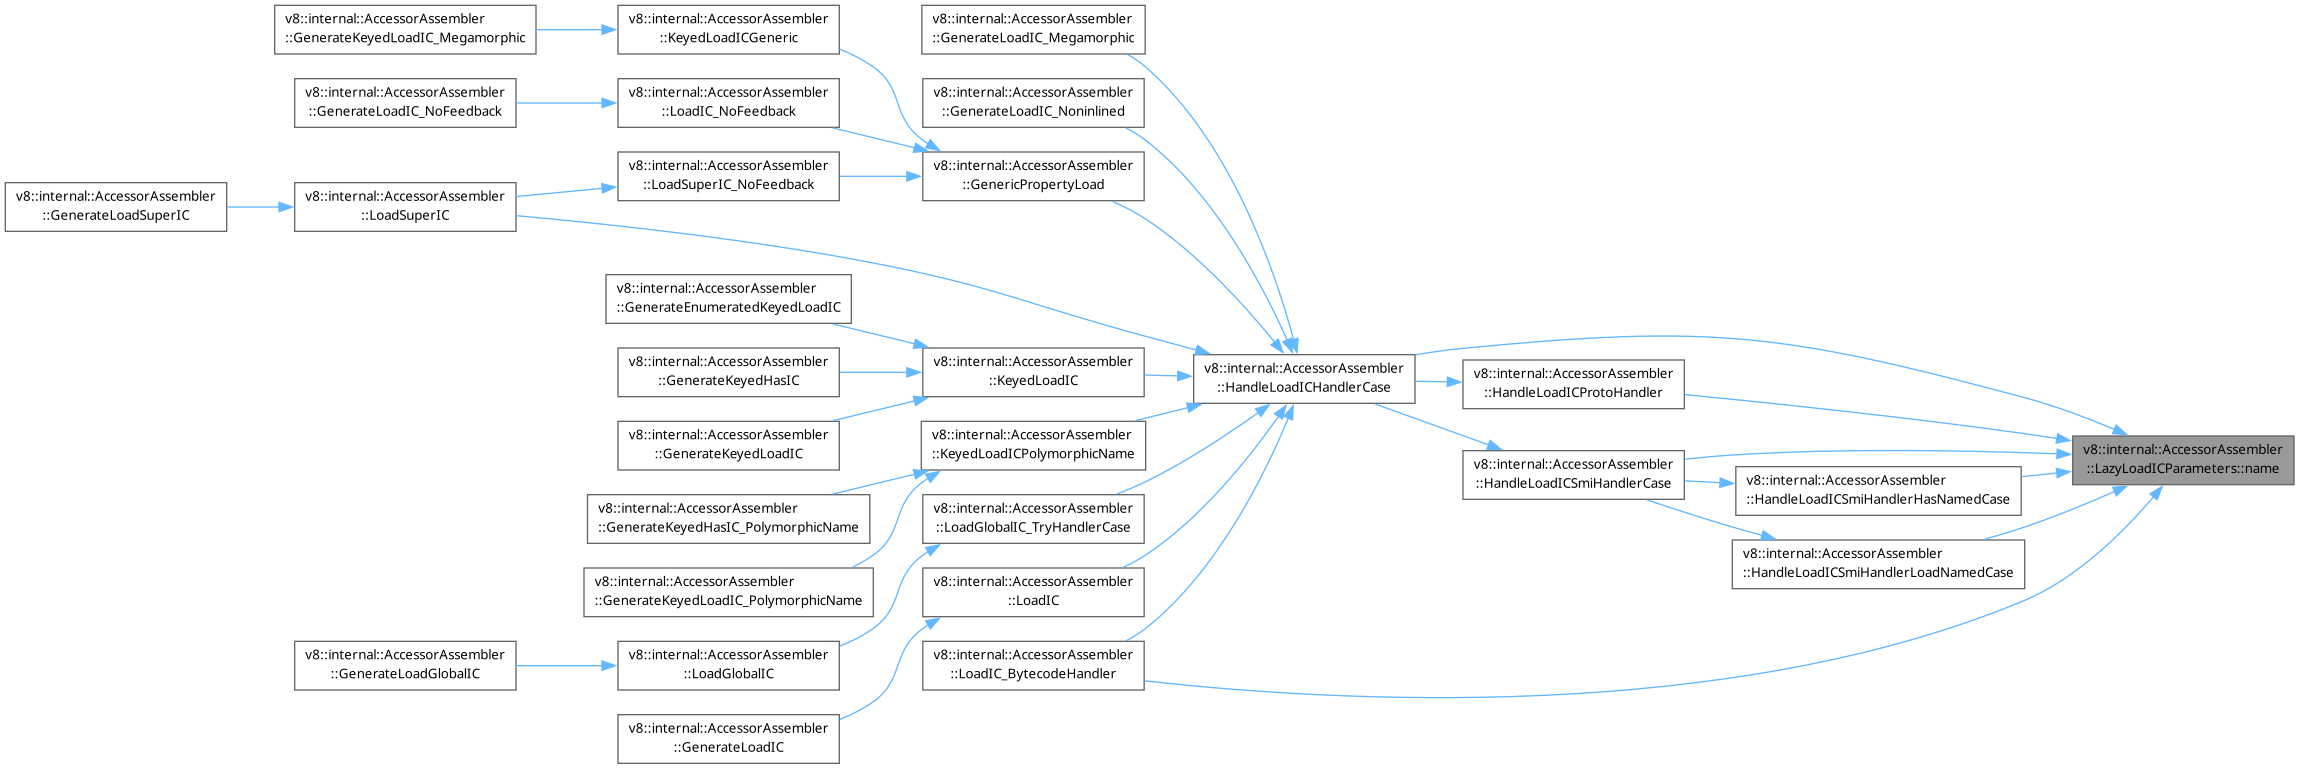 v8::internal::AccessorAssembler
::GenerateKeyedLoadIC_Megamorphic
v8::internal::AccessorAssembler
::KeyedLoadICGeneric
v8::internal::AccessorAssembler
::GenerateLoadIC_Megamorphic
v8::internal::AccessorAssembler
::GenerateLoadIC_NoFeedback
v8::internal::AccessorAssembler
::LoadIC_NoFeedback
v8::internal::AccessorAssembler
::GenerateLoadIC_Noninlined
v8::internal::AccessorAssembler
::LoadSuperIC_NoFeedback
v8::internal::AccessorAssembler
::GenericPropertyLoad
v8::internal::AccessorAssembler
::GenerateLoadSuperIC
v8::internal::AccessorAssembler
::LoadSuperIC
v8::internal::AccessorAssembler
::GenerateEnumeratedKeyedLoadIC
v8::internal::AccessorAssembler
::GenerateKeyedHasIC
v8::internal::AccessorAssembler
::KeyedLoadIC
v8::internal::AccessorAssembler
::HandleLoadICHandlerCase
v8::internal::AccessorAssembler
::HandleLoadICProtoHandler
v8::internal::AccessorAssembler
::GenerateKeyedLoadIC
v8::internal::AccessorAssembler
::KeyedLoadICPolymorphicName
v8::internal::AccessorAssembler
::LazyLoadICParameters::name
v8::internal::AccessorAssembler
::HandleLoadICSmiHandlerCase
v8::internal::AccessorAssembler
::HandleLoadICSmiHandlerHasNamedCase
v8::internal::AccessorAssembler
::GenerateKeyedHasIC_PolymorphicName
v8::internal::AccessorAssembler
::LoadGlobalIC_TryHandlerCase
v8::internal::AccessorAssembler
::HandleLoadICSmiHandlerLoadNamedCase
v8::internal::AccessorAssembler
::GenerateKeyedLoadIC_PolymorphicName
v8::internal::AccessorAssembler
::LoadIC
v8::internal::AccessorAssembler
::GenerateLoadGlobalIC
v8::internal::AccessorAssembler
::LoadGlobalIC
v8::internal::AccessorAssembler
::LoadIC_BytecodeHandler
v8::internal::AccessorAssembler
::GenerateLoadIC